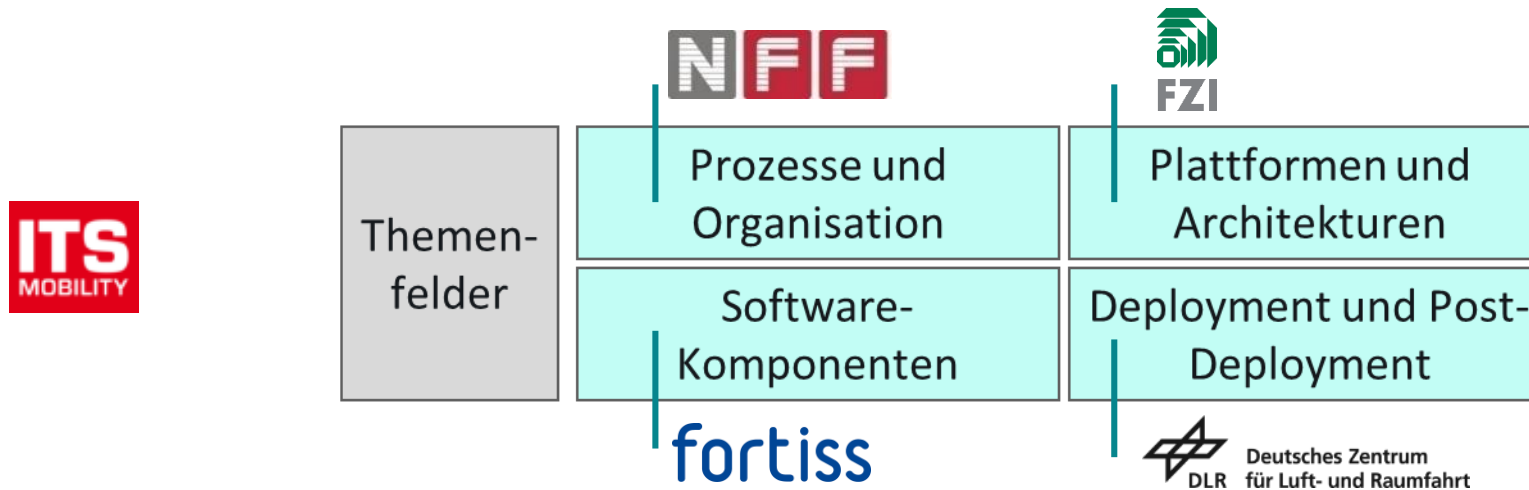 NFF
FZI
Prozesse und
Organisation
Plattformen und
Architekturen
ITS
MOBILITY
Themen-
felder
Software-
Komponenten
Deployment und Post-
Deployment
fortiss
DLR
Deutsches Zentrum
für Luft- und Raumfahrt